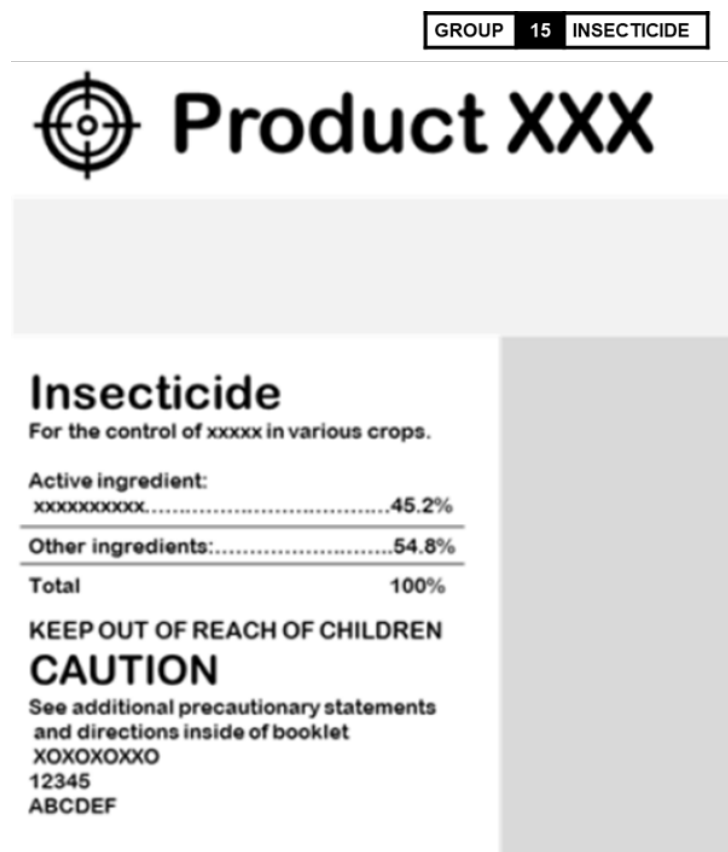 GROUP 15 INSECTICIDE
Product XXX
Insecticide
For the control of xxxxx in various crops.
Active ingredient:
xxxxxxxxxx......................................45.2%
Other ingredients:..........................54.8%
Total 100%
KEEP OUT OF REACH OF CHILDREN
CAUTION
See additional precautionary statements
and directions inside of booklet
XOXOXOXXO
12345
ABCDEF